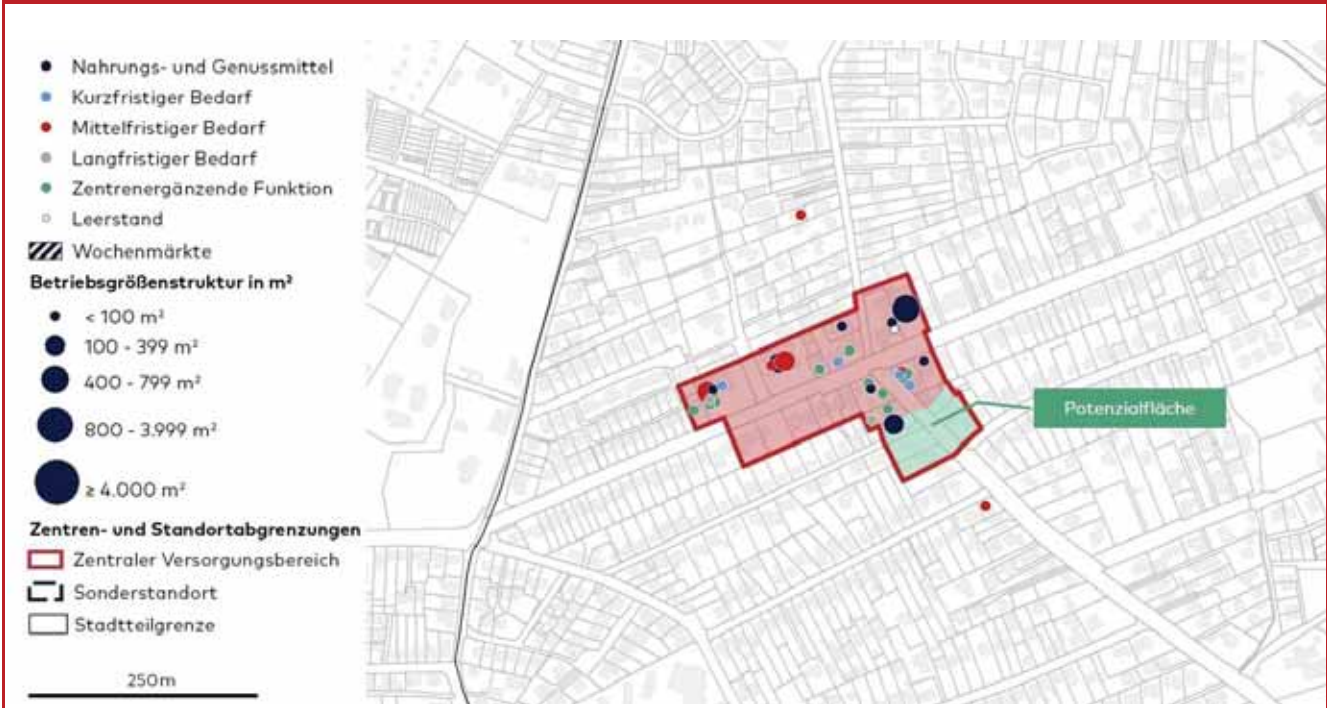 Nahrungs- und Genussmittel
Kurzfristiger Bedarf
Mittelfristiger Bedarf
Langfristiger Bedarf
Zentrenergänzende Funktion
Leerstand
Wochenmärkte
Betriebsgrößenstruktur in m²
< 100 m²
100 - 399 m²
400 - 799 m²
800 - 3.999 m²
≥ 4.000 m²
Zentren- und Standortabgrenzungen
Zentraler Versorgungsbereich
Sonderstandort
Stadtteilgrenze
250m
Potenzialfläche